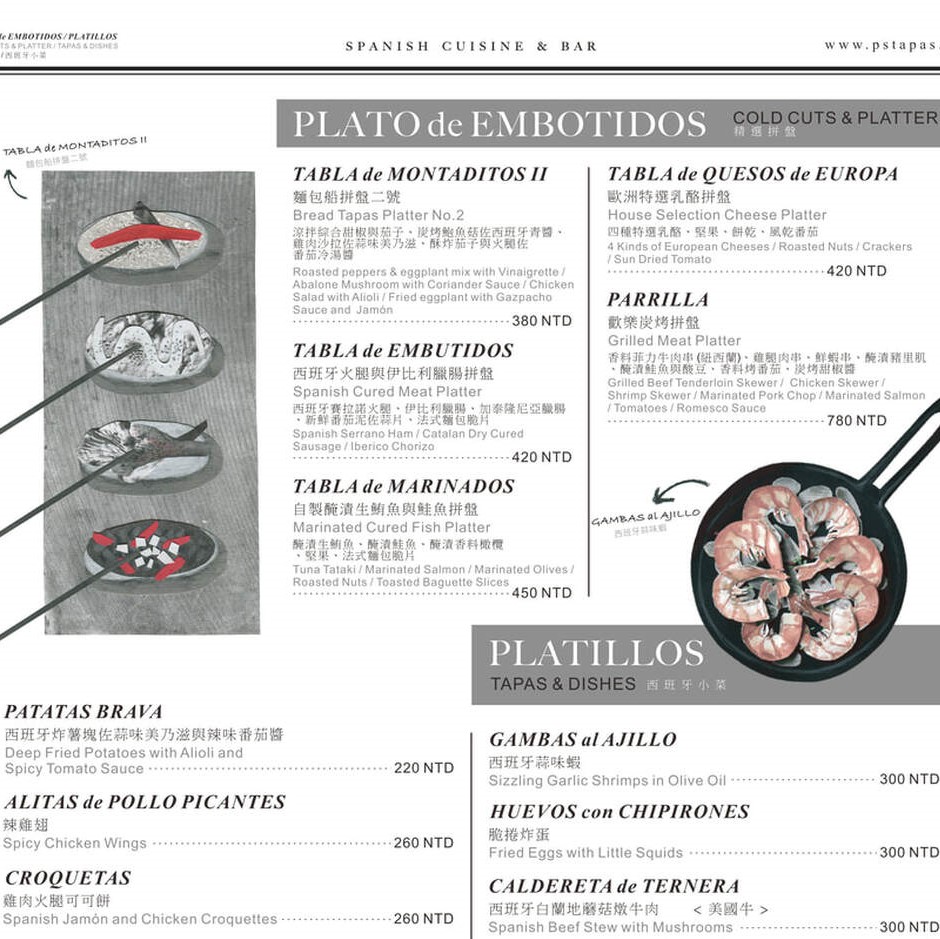 de EMBOTIDOS / PLATILLOS
TS & PLATTER / TAPAS & DISHES
/ 西班牙小菜
SPANISH CUISINE & BAR
www.pstapas.
PLATO de EMBOTIDOS
COLD CUTS & PLATTER
精選拼盤
TABLA de MONTADITOS II
麵包船拼盤二號
TABLA de MONTADITOS II
麵包船拼盤二號
Bread Tapas Platter No.2
涼拌綜合甜椒與茄子、炭烤鮑魚菇佐西班牙青醬、
雞肉沙拉佐蒜味美乃滋、酥炸茄子與火腿佐
番茄冷湯醬
Roasted peppers & eggplant mix with Vinaigrette /
Abalone Mushroom with Coriander Sauce / Chicken
Salad with Alioli / Fried eggplant with Gazpacho
Sauce and Jamón
380 NTD
TABLA de EMBUTIDOS
西班牙火腿與伊比利臘腸拼盤
Spanish Cured Meat Platter
西班牙賽拉諾火腿、伊比利臘腸、加泰隆尼亞臘腸
、新鮮番茄泥佐蒜片、法式麵包脆片
Spanish Serrano Ham / Catalan Dry Cured
Sausage / Iberico Chorizo
420 NTD
TABLA de MARINADOS
自製醃漬生鮪魚與鮭魚拼盤
Marinated Cured Fish Platter
醃漬生鮪魚、醃漬鮭魚、醃漬香料橄欖
、堅果、法式麵包脆片
Tuna Tataki / Marinated Salmon / Marinated Olives /
Roasted Nuts / Toasted Baguette Slices
450 NTD
TABLA de QUESOS de EUROPA
歐洲特選乳酪拼盤
House Selection Cheese Platter
四種特選乳酪、堅果、餅乾、風乾番茄
4 Kinds of European Cheeses / Roasted Nuts / Crackers
/ Sun Dried Tomato
420 NTD
PARRILLA
歡樂炭烤拼盤
Grilled Meat Platter
香料菲力牛肉串 (紐西蘭)、雞腿肉串、鮮蝦串、醃漬豬里肌
、醃漬鮭魚與酸豆、香料烤番茄、炭烤甜椒醬
Grilled Beef Tenderloin Skewer / Chicken Skewer /
Shrimp Skewer / Marinated Pork Chop / Marinated Salmon
/ Tomatoes / Romesco Sauce
780 NTD
GAMBAS al AJILLO
西班牙蒜味蝦
PLATILLOS
TAPAS & DISHES 西班牙小菜
PATATAS BRAVA
西班牙炸薯塊佐蒜味美乃滋與辣味番茄醬
Deep Fried Potatoes with Alioli and
Spicy Tomato Sauce 220 NTD
ALITAS de POLLO PICANTES
辣雞翅
Spicy Chicken Wings 260 NTD
CROQUETAS
雞肉火腿可可餅
Spanish Jamón and Chicken Croquettes 260 NTD
GAMBAS al AJILLO
西班牙蒜味蝦
Sizzling Garlic Shrimps in Olive Oil 300 NTD
HUEVOS con CHIPIRONES
脆捲炸蛋
Fried Eggs with Little Squids 300 NTD
CALDERETA de TERNERA
西班牙白蘭地蘑菇燉牛肉 < 美國牛 >
Spanish Beef Stew with Mushrooms 300 NTD